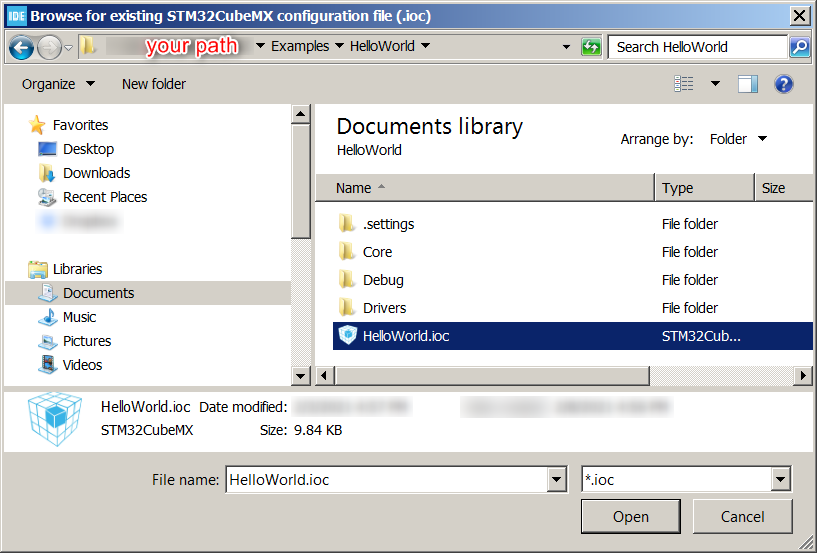 IDE Browse for existing STM32CubeMX configuration file (.ioc)
your path Examples HelloWorld Search HelloWorld
Organize New folder
Favorites
Desktop
Downloads
Recent Places
Libraries
Documents
Music
Pictures
Videos
Documents library
HelloWorld
Arrange by: Folder
Name Type Size
.settings File folder
Core File folder
Debug File folder
Drivers File folder
HelloWorld.ioc STM32Cub...
HelloWorld.ioc Date modified:
STM32CubeMX Size: 9.84 KB
File name: HelloWorld.ioc *.ioc
Open Cancel